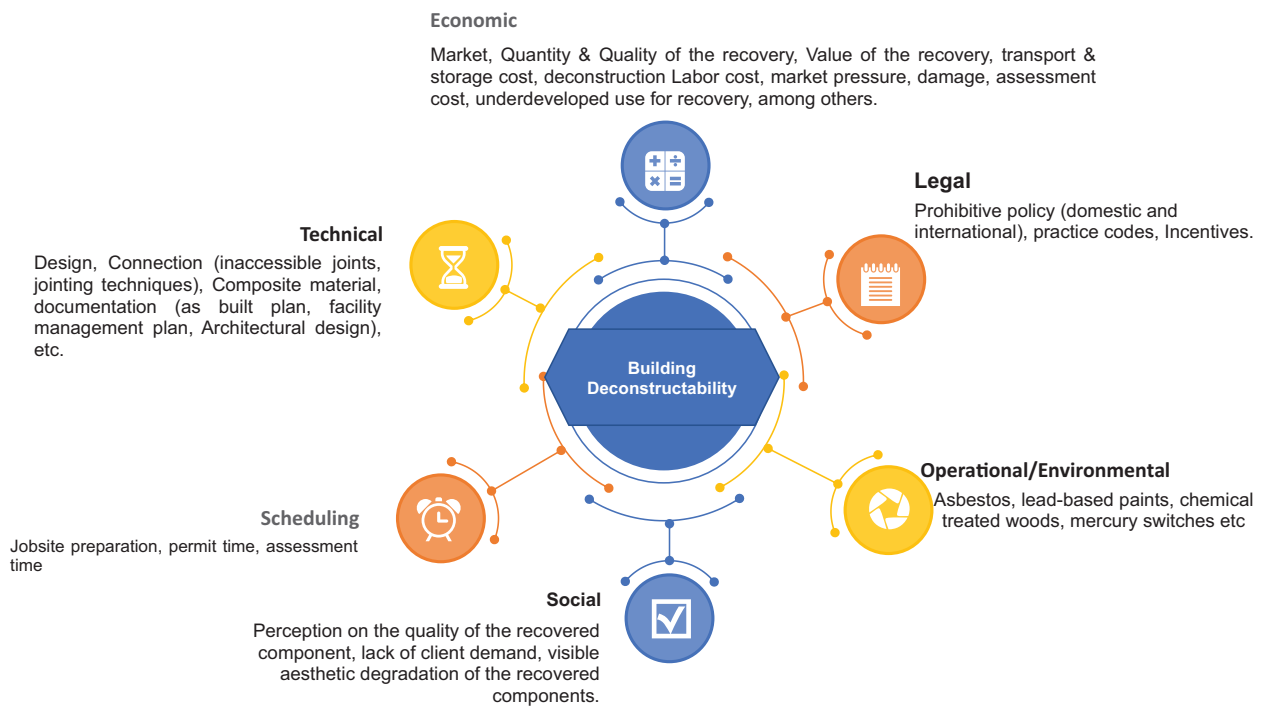 Economic
Market, Quantity & Quality of the recovery, Value of the recovery, transport &
storage cost, deconstruction Labor cost, market pressure, damage, assessment
cost, underdeveloped use for recovery, among others.
Legal
Prohibitive policy (domestic and
international), practice codes, Incentives.
Technical
Design, Connection (inaccessible joints,
jointing techniques), Composite material,
documentation (as built plan, facility
management plan, Architectural design),
etc.
Building
Deconstructability
Operational/Environmental
Asbestos, lead-based paints, chemical
treated woods, mercury switches etc
Scheduling
Jobsite preparation, permit time, assessment
time
Social
Perception on the quality of the recovered
component, lack of client demand, visible
aesthetic degradation of the recovered
components.